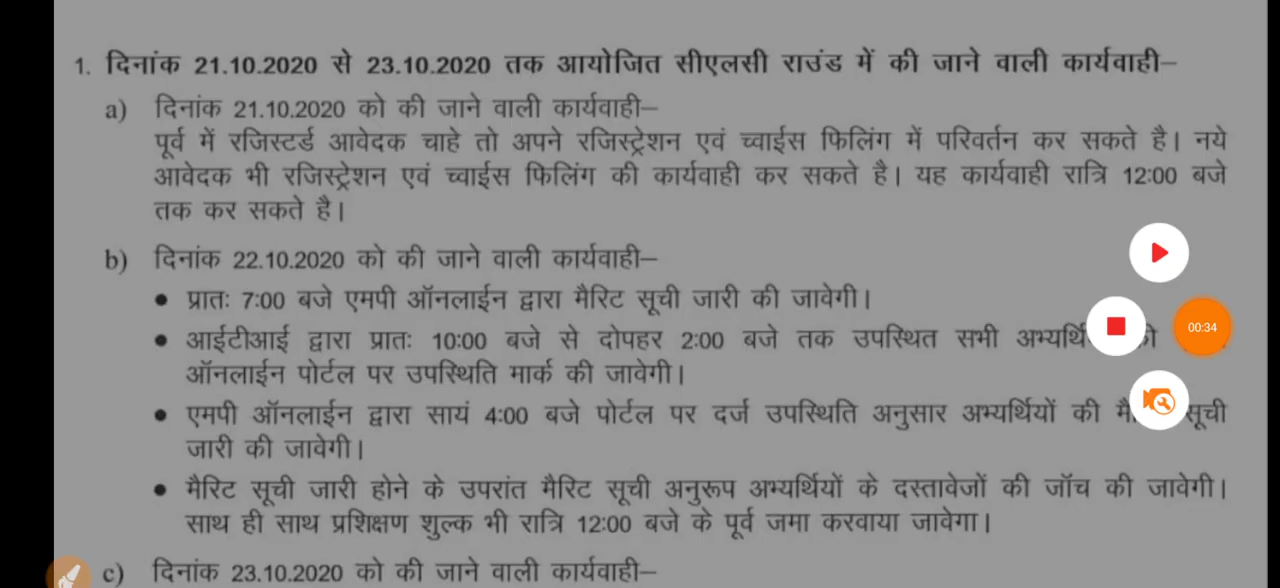 1. दिनांक 21.10.2020 से 23.10.2020 तक आयोजित सीएलसी राउंड में की जाने वाली कार्यवाही–
a) दिनांक 21.10.2020 को की जाने वाली कार्यवाही–
पूर्व में रजिस्टर्ड आवेदक चाहे तो अपने रजिस्ट्रेशन एवं च्वाईस फिलिंग में परिवर्तन कर सकते है। नये
आवेदक भी रजिस्ट्रेशन एवं च्वाईस फिलिंग की कार्यवाही कर सकते है। यह कार्यवाही रात्रि 12:00 बजे
तक कर सकते है।
b) दिनांक 22.10.2020 को की जाने वाली कार्यवाही–
• प्रातः 7:00 बजे एमपी ऑनलाईन द्वारा मैरिट सूची जारी की जावेगी।
• आईटीआई द्वारा प्रातः 10:00 बजे से दोपहर 2:00 बजे तक उपस्थित सभी
ऑनलाईन पोर्टल पर उपस्थिति मार्क की जावेगी।
• एमपी ऑनलाईन द्वारा सायं 4:00 बजे पोर्टल पर दर्ज उपस्थिति अनुसार अभ्यर्थियों की सूची
जारी की जावेगी।
• मैरिट सूची जारी होने के उपरांत मैरिट सूची अनुरूप अभ्यर्थियों के दस्तावेजों की जॉच की जावेगी।
साथ ही साथ प्रशिक्षण शुल्क भी रात्रि 12:00 बजे के पूर्व जमा करवाया जावेगा।
c) दिनांक 23.10.2020 को की जाने वाली कार्यवाही–
00:34